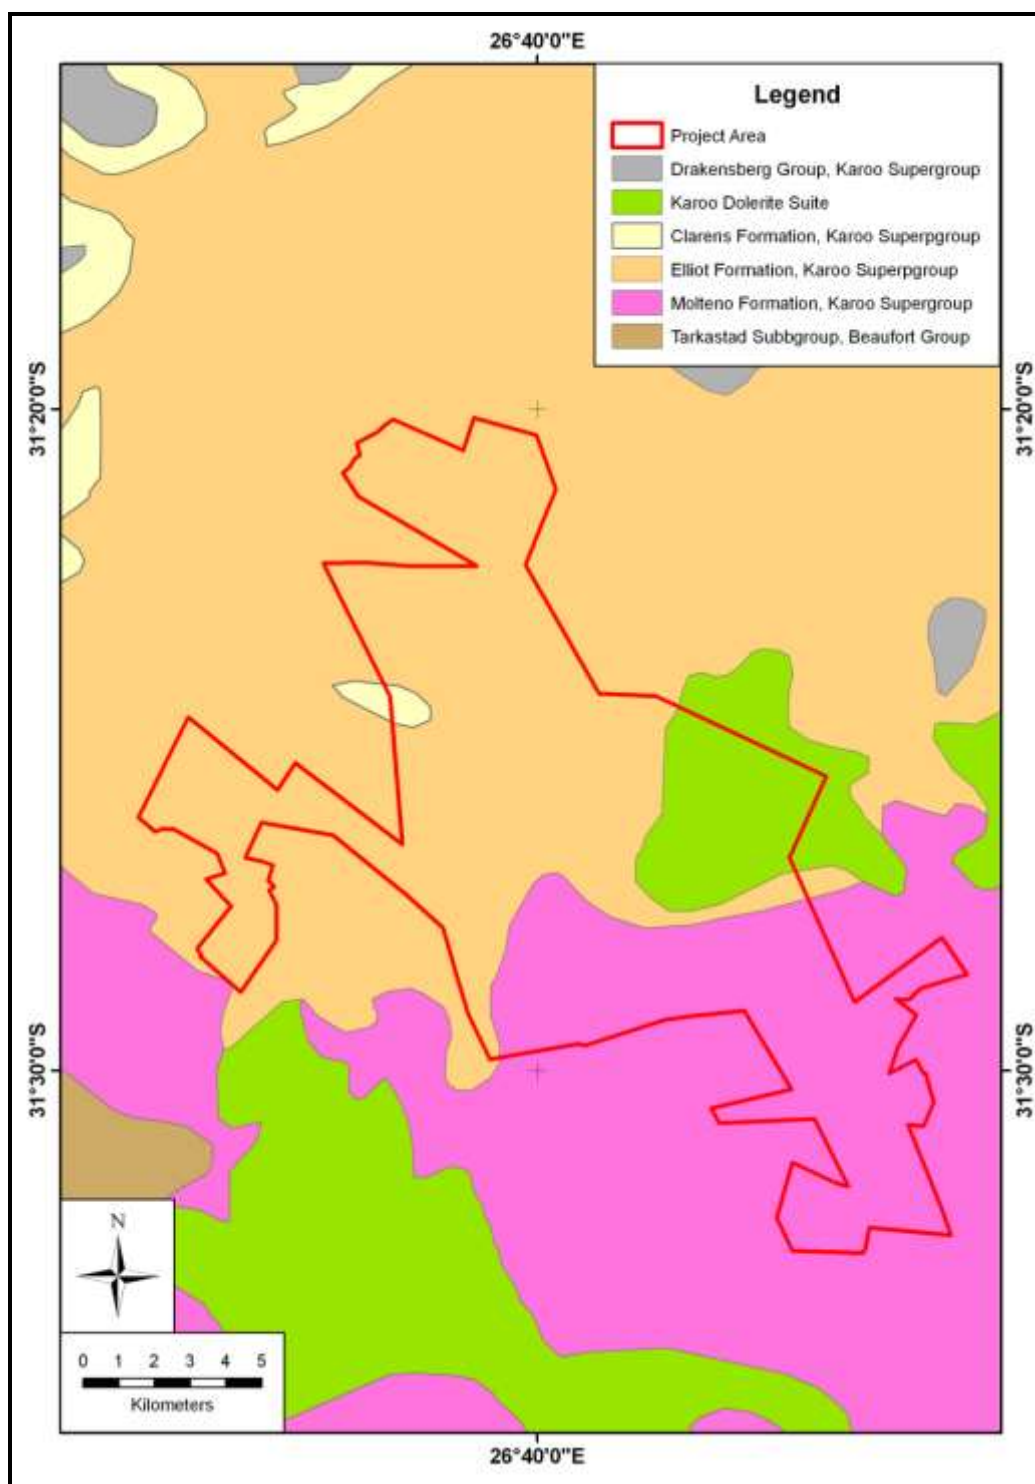 26°40'0"E
Legend
Project Area
Drakensberg Group, Karoo Supergroup
Karoo Dolerite Suite
Clarens Formation, Karoo Superpgroup
Elliot Formation, Karoo Superpgroup
Molteno Formation, Karoo Supergroup
Tarkastad Subbgroup, Beaufort Group
31°20'0"S
31°20'0"S
31°30'0"S
31°30'0"S
N
0 1 2 3 4 5
Kilometers
26°40'0"E